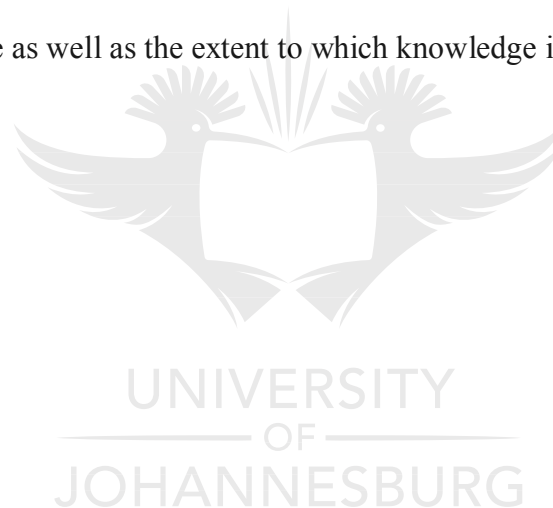 as well as the extent to which knowledge
UNIVERSITY
OF
JOHANNESBURG